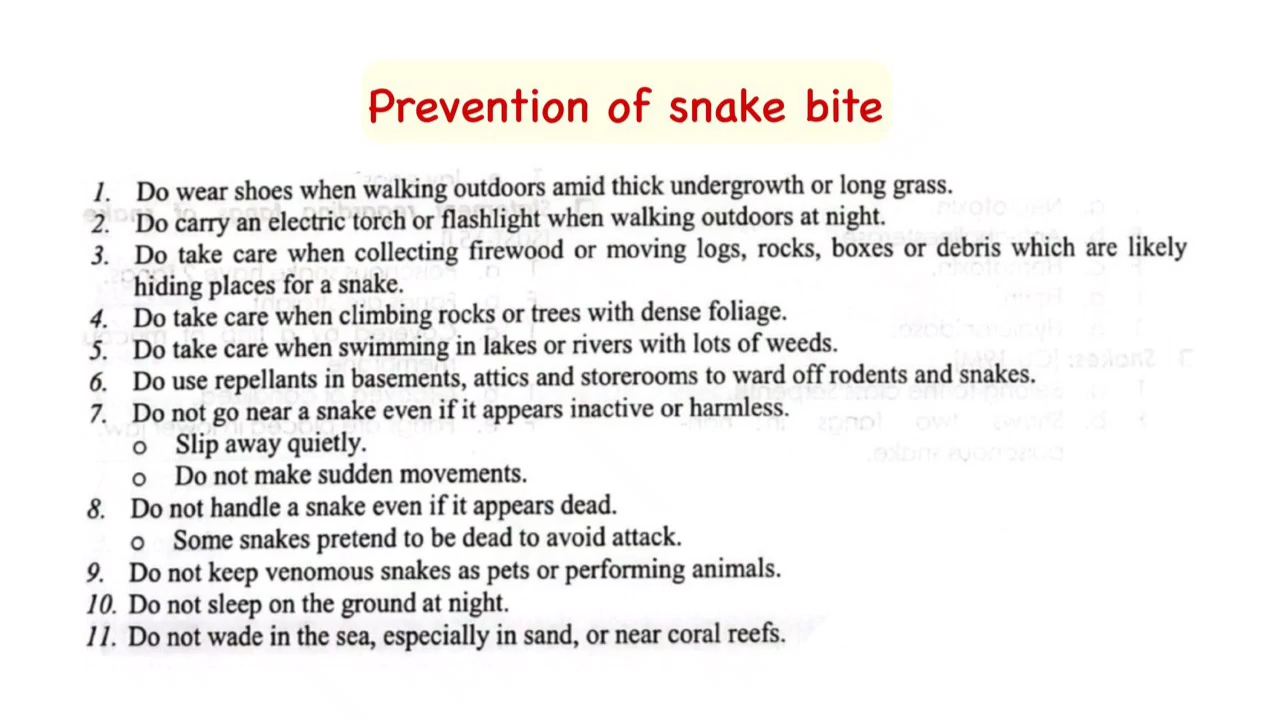 Prevention of snake bite
1. Do wear shoes when walking outdoors amid thick undergrowth or long grass.
2. Do carry an electric torch or flashlight when walking outdoors at night.
3. Do take care when collecting firewood or moving logs, rocks, boxes or debris which are likely
hiding places for a snake.
4. Do take care when climbing rocks or trees with dense foliage.
5. Do take care when swimming in lakes or rivers with lots of weeds.
6. Do use repellants in basements, attics and storerooms to ward off rodents and snakes.
7. Do not go near a snake even if it appears inactive or harmless.
o Slip away quietly.
o Do not make sudden movements.
8. Do not handle a snake even if it appears dead.
o Some snakes pretend to be dead to avoid attack.
9. Do not keep venomous snakes as pets or performing animals.
10. Do not sleep on the ground at night.
11. Do not wade in the sea, especially in sand, or near coral reefs.